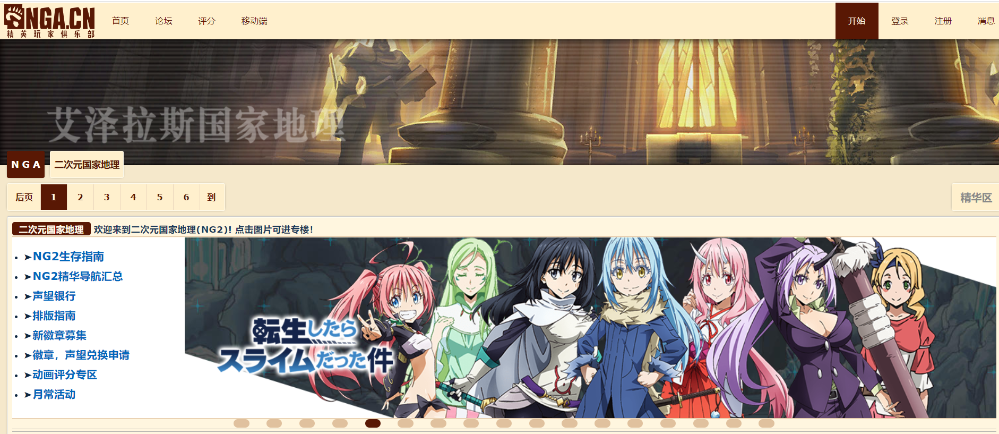 NGA.CN
精英玩家俱乐部
首页 论坛 评分 移动端 开始 登录 注册 消息
艾泽拉斯国家地理
NGA 二次元国家地理
后页 1 2 3 4 5 6 到 精华区
二次元国家地理 欢迎来到二次元国家地理(NG2)! 点击图片可进专楼!
➤NG2生存指南
➤NG2精华导航汇总
➤声望银行
➤排版指南
➤新徽章募集
➤徽章，声望兑换申请
➤动画评分专区
➤月常活动
転生したら
スライムだった件